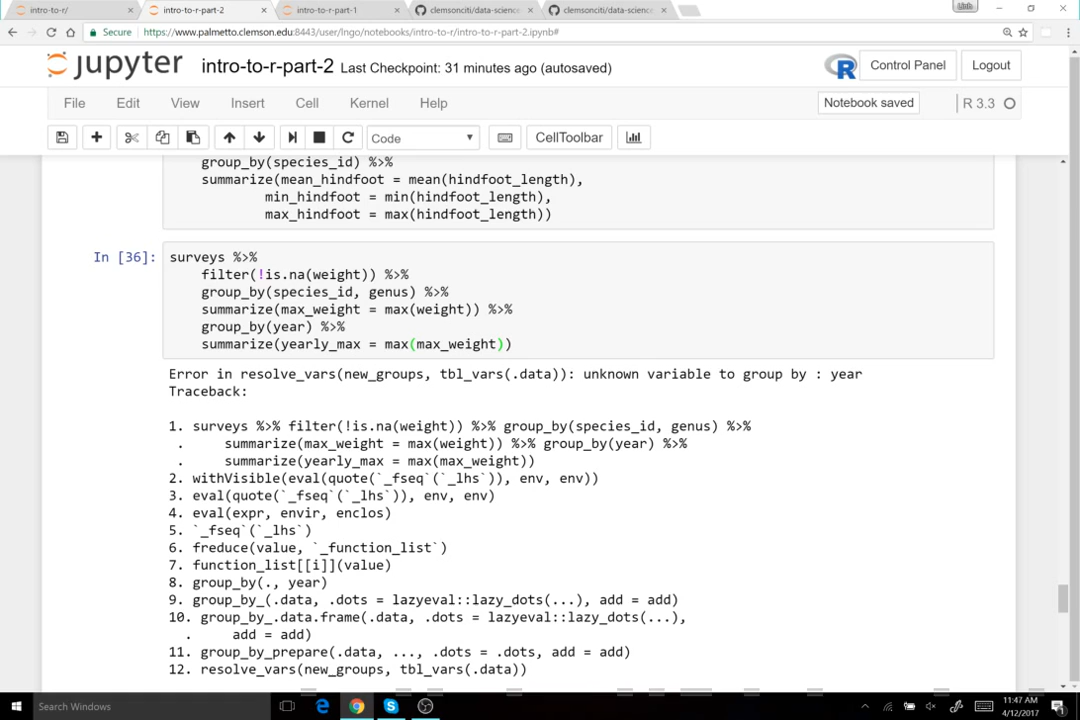 intro-to-r/
intro-to-r-part-2
intro-to-r-part-1
clemsonciti/data-science
clemsonciti/data-science
Secure
https://www.palmetto.clemson.edu:8443/user/lngo/notebooks/intro-to-r/intro-to-r-part-2.ipynb#
jupyter intro-to-r-part-2 Last Checkpoint: 31 minutes ago (autosaved) R Control Panel Logout
File Edit View Insert Cell Kernel Help Notebook saved R 3.3
Code CellToolbar
group_by(species_id) %>%
summarize(mean_hindfoot = mean(hindfoot_length),
min_hindfoot = min(hindfoot_length),
max_hindfoot = max(hindfoot_length))
In [36]: surveys %>%
filter(!is.na(weight)) %>%
group_by(species_id, genus) %>%
summarize(max_weight = max(weight)) %>%
group_by(year) %>%
summarize(yearly_max = max(max_weight))
Error in resolve_vars(new_groups, tbl_vars(.data)): unknown variable to group by : year
Traceback:
1. surveys %>% filter(!is.na(weight)) %>% group_by(species_id, genus) %>%
. summarize(max_weight = max(weight)) %>% group_by(year) %>%
. summarize(yearly_max = max(max_weight))
2. withVisible(eval(quote(`_fseq`(`_lhs`)), env, env))
3. eval(quote(`_fseq`(`_lhs`)), env, env)
4. eval(expr, envir, enclos)
5. `_fseq`(`_lhs`)
6. freduce(value, `_function_list`)
7. function_list[[i]](value)
8. group_by(., year)
9. group_by_(.data, .dots = lazyeval::lazy_dots(...), add = add)
10. group_by_.data.frame(.data, .dots = lazyeval::lazy_dots(...),
. add = add)
11. group_by_prepare(.data, ..., .dots = .dots, add = add)
12. resolve_vars(new_groups, tbl_vars(.data))
Search Windows
11:47 AM
4/12/2017